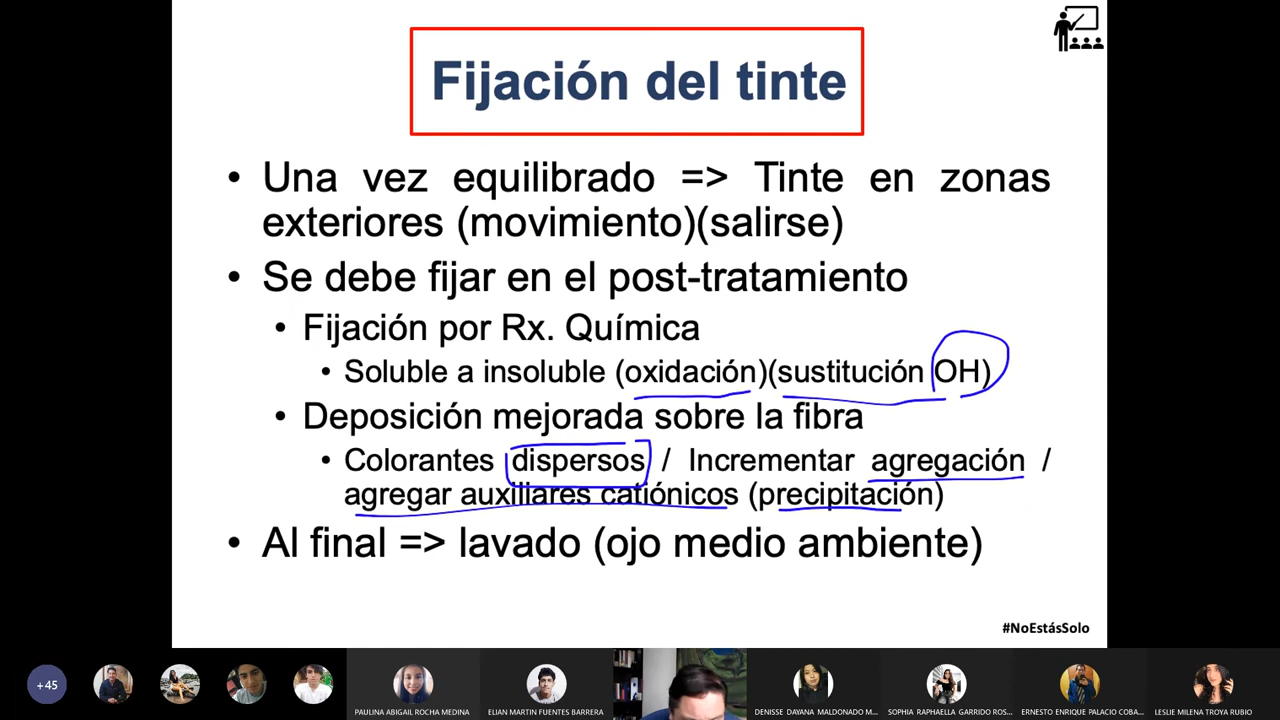 Fijación del tinte
• Una vez equilibrado => Tinte en zonas
exteriores (movimiento)(salirse)
• Se debe fijar en el post-tratamiento
• Fijación por Rx. Química
• Soluble a insoluble (oxidación)(sustitución OH)
• Deposición mejorada sobre la fibra
• Colorantes dispersos / Incrementar agregación /
agregar auxiliares catiónicos (precipitación)
• Al final => lavado (ojo medio ambiente)
#NoEstásSolo
+45
PAULINA ABIGAIL ROCHA MEDINA
ELIAN MARTIN FUENTES BARRERA
DENISSE DAYANA MALDONADO M...
SOPHIA RAPHAELLA GARRIDO ROS...
ERNESTO ENRIQUE PALACIO COBA...
LESLIE MILENA TROYA RUBIO